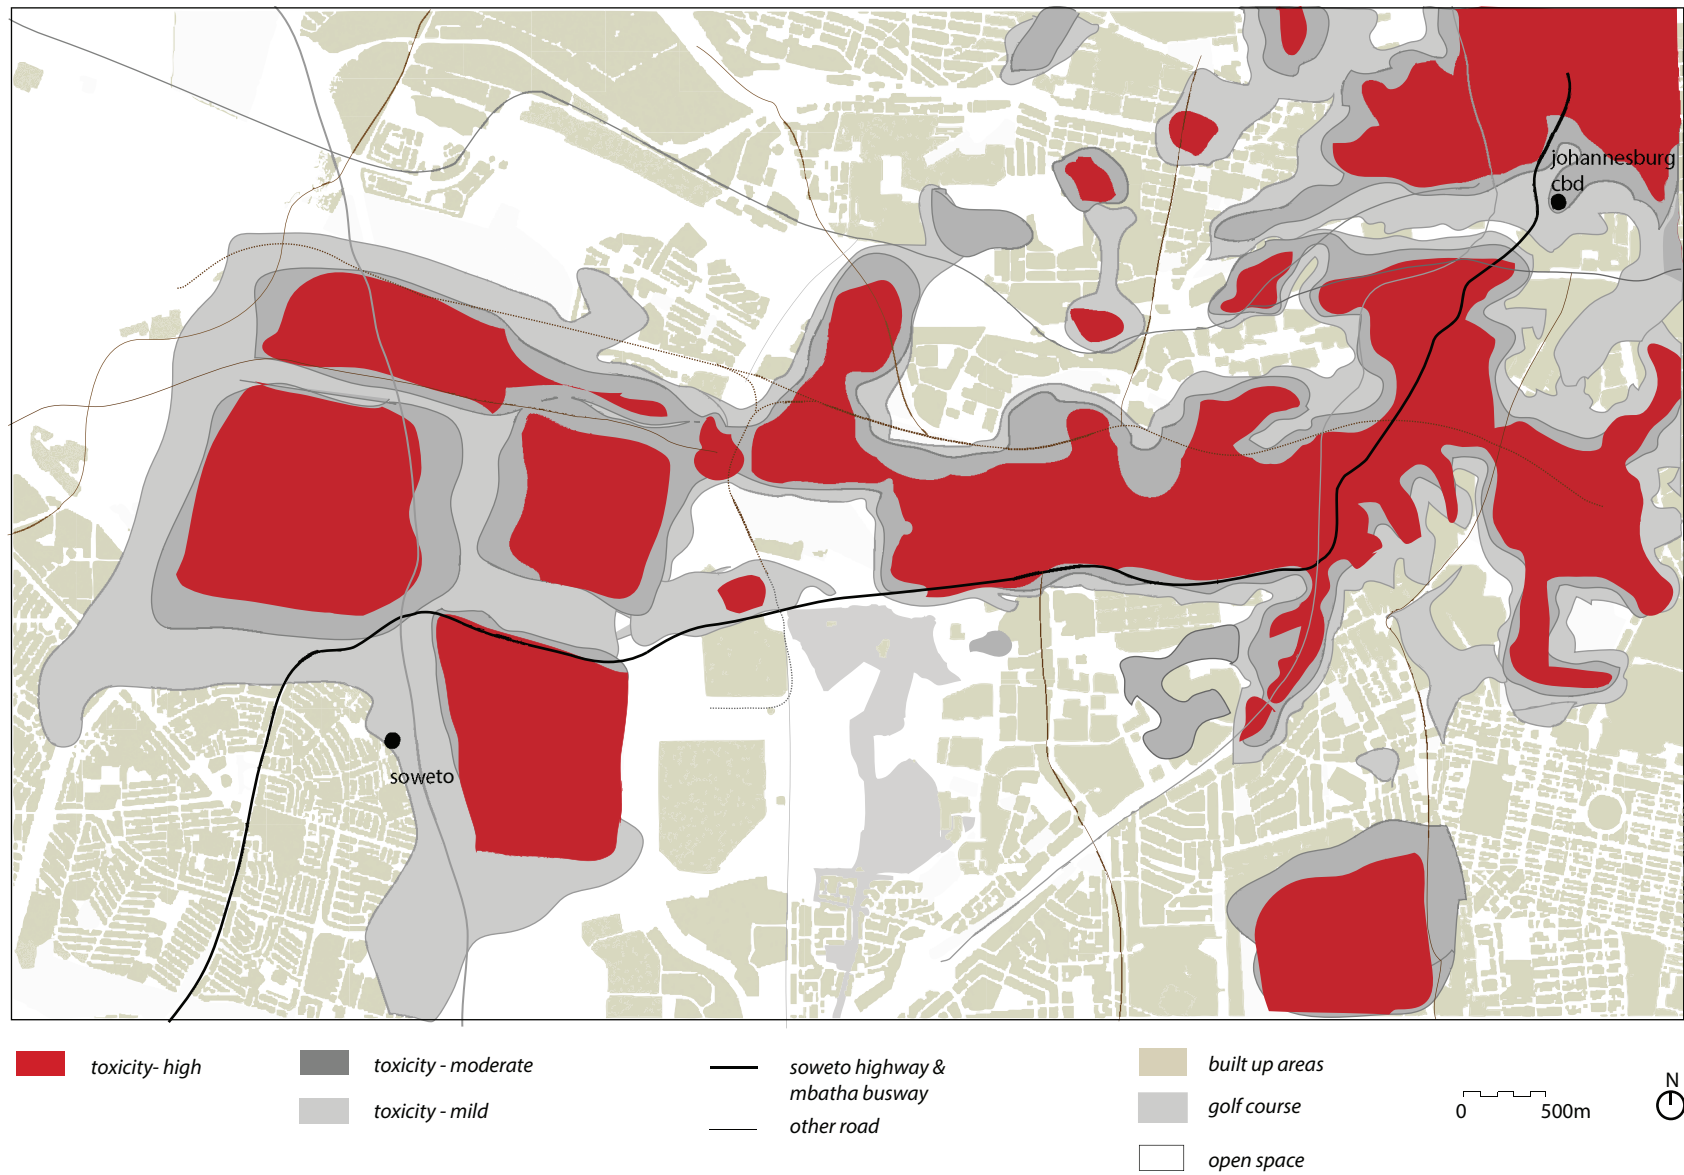 johannesburg
cbd
soweto
toxicity- high
toxicity - moderate
toxicity - mild
soweto highway &
mbatha busway
other road
built up areas
golf course
open space
0 500m
N